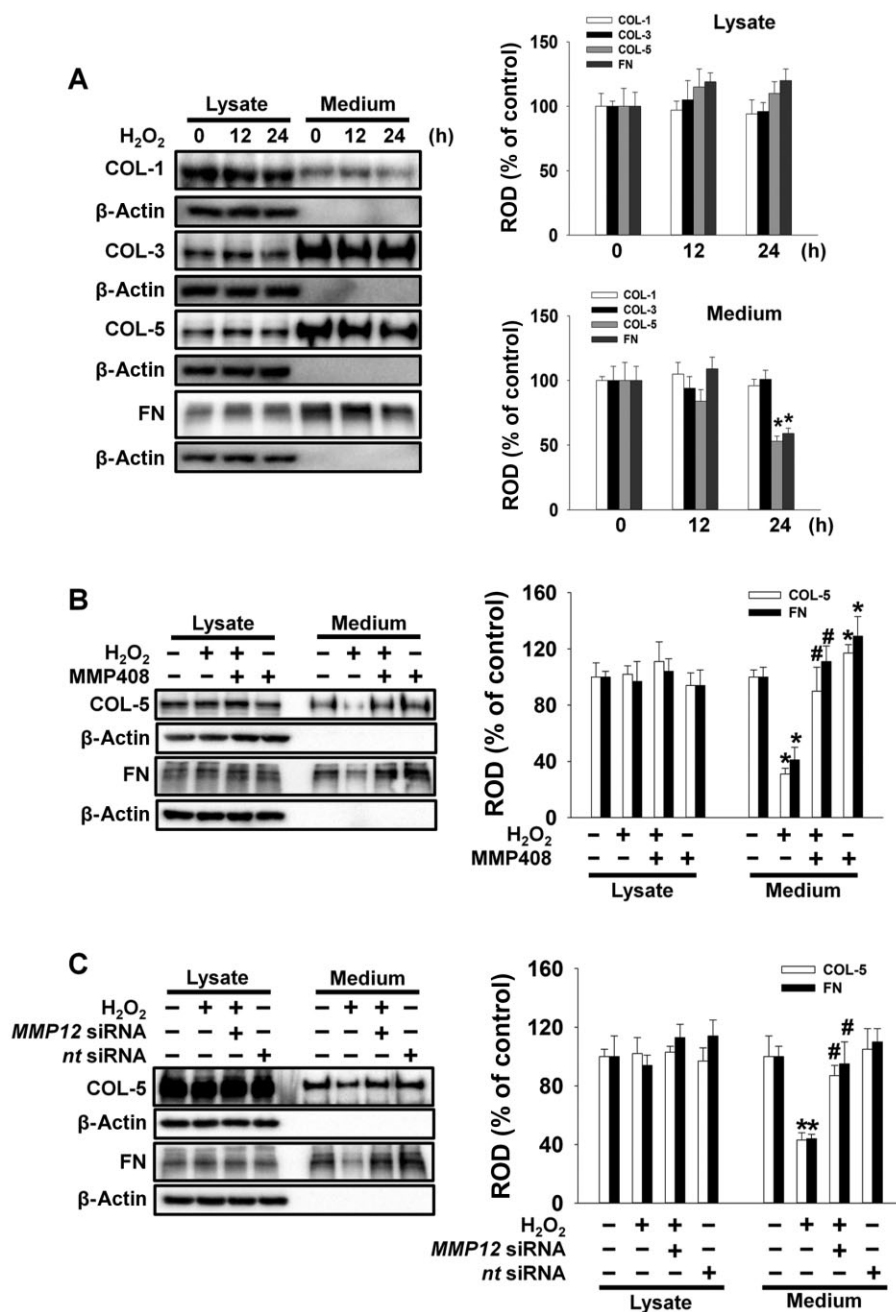 A
Lysate Medium
H₂O₂ 0 12 24 0 12 24 (h)
COL-1
β-Actin
COL-3
β-Actin
COL-5
β-Actin
FN
β-Actin
Lysate
COL-1
COL-3
COL-5
FN
ROD (% of control)
150
100
50
0
0 12 24 (h)
Medium
COL-1
COL-3
COL-5
FN
ROD (% of control)
150
100
50
0
* *
0 12 24 (h)
B
Lysate Medium
H₂O₂ − + + − − + + −
MMP408 − − + + − − + +
COL-5
β-Actin
FN
β-Actin
COL-5
FN
ROD (% of control)
160
120
80
40
0
* * # # * *
H₂O₂ − + + − − + + −
MMP408 − − + + − − + +
Lysate Medium
C
Lysate Medium
H₂O₂ − + + − − + + −
MMP12 siRNA − − + − − − + −
nt siRNA − − − + − − − +
COL-5
β-Actin
FN
β-Actin
COL-5
FN
ROD (% of control)
160
120
80
40
0
** # #
H₂O₂ − + + − − + + −
MMP12 siRNA − − + − − − + −
nt siRNA − − − + − − − +
Lysate Medium